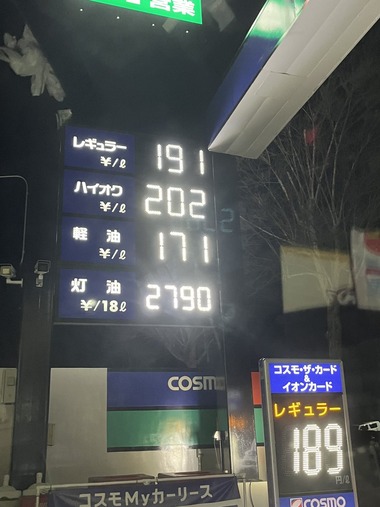 営業
レギュラー 191
¥/ℓ
ハイオク 202
¥/ℓ
軽油 171
¥/ℓ
灯油 2790
¥/18ℓ
COSMO
コスモ・ザ・カード
&
イオンカード
レギュラー
189
円/ℓ
COSMO
コスモMyカーリース